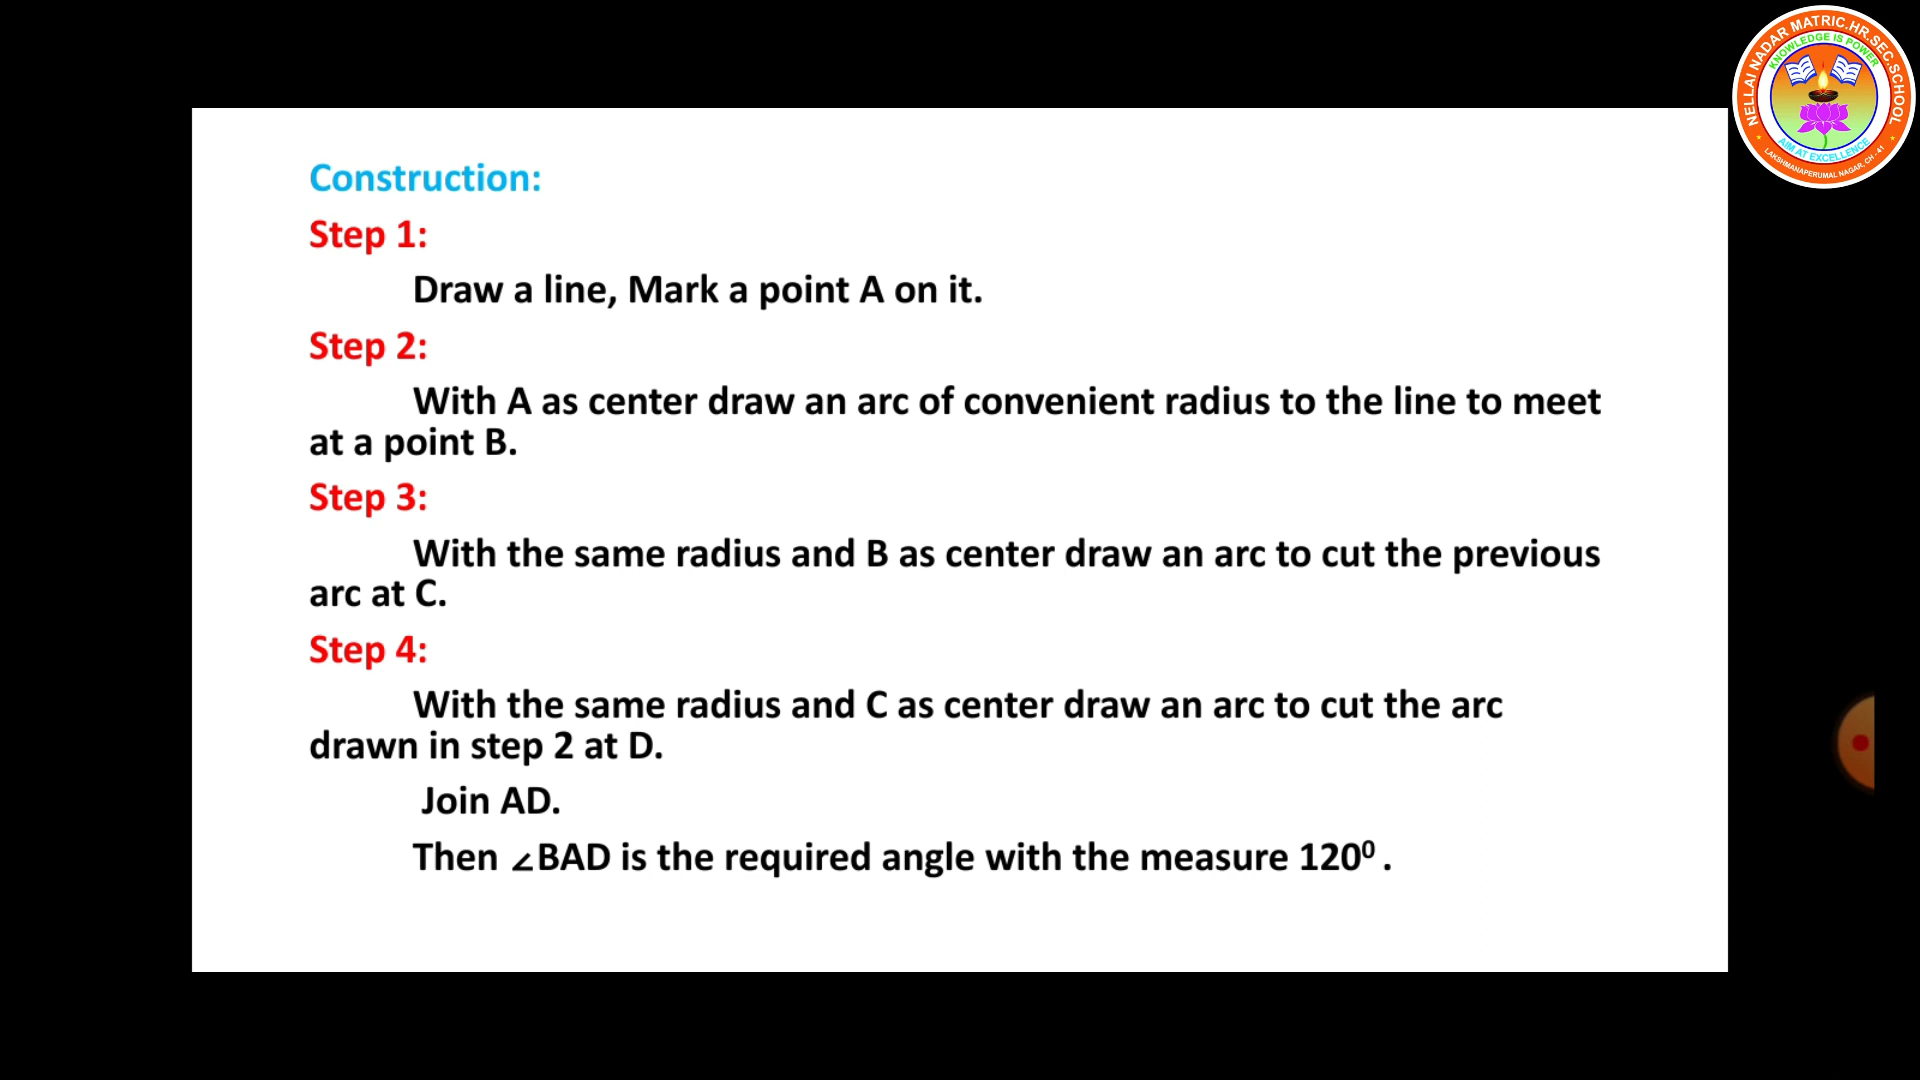 NELLAI NADAR MATRIC.HR.SEC.SCHOOL
KNOWLEDGE IS POWER
AIM AT EXCELLENCE
LAKSHMANAPERUMAL NAGAR, CH - 41
Construction:
Step 1:
Draw a line, Mark a point A on it.
Step 2:
With A as center draw an arc of convenient radius to the line to meet
at a point B.
Step 3:
With the same radius and B as center draw an arc to cut the previous
arc at C.
Step 4:
With the same radius and C as center draw an arc to cut the arc
drawn in step 2 at D.
Join AD.
Then ∠BAD is the required angle with the measure 120⁰ .